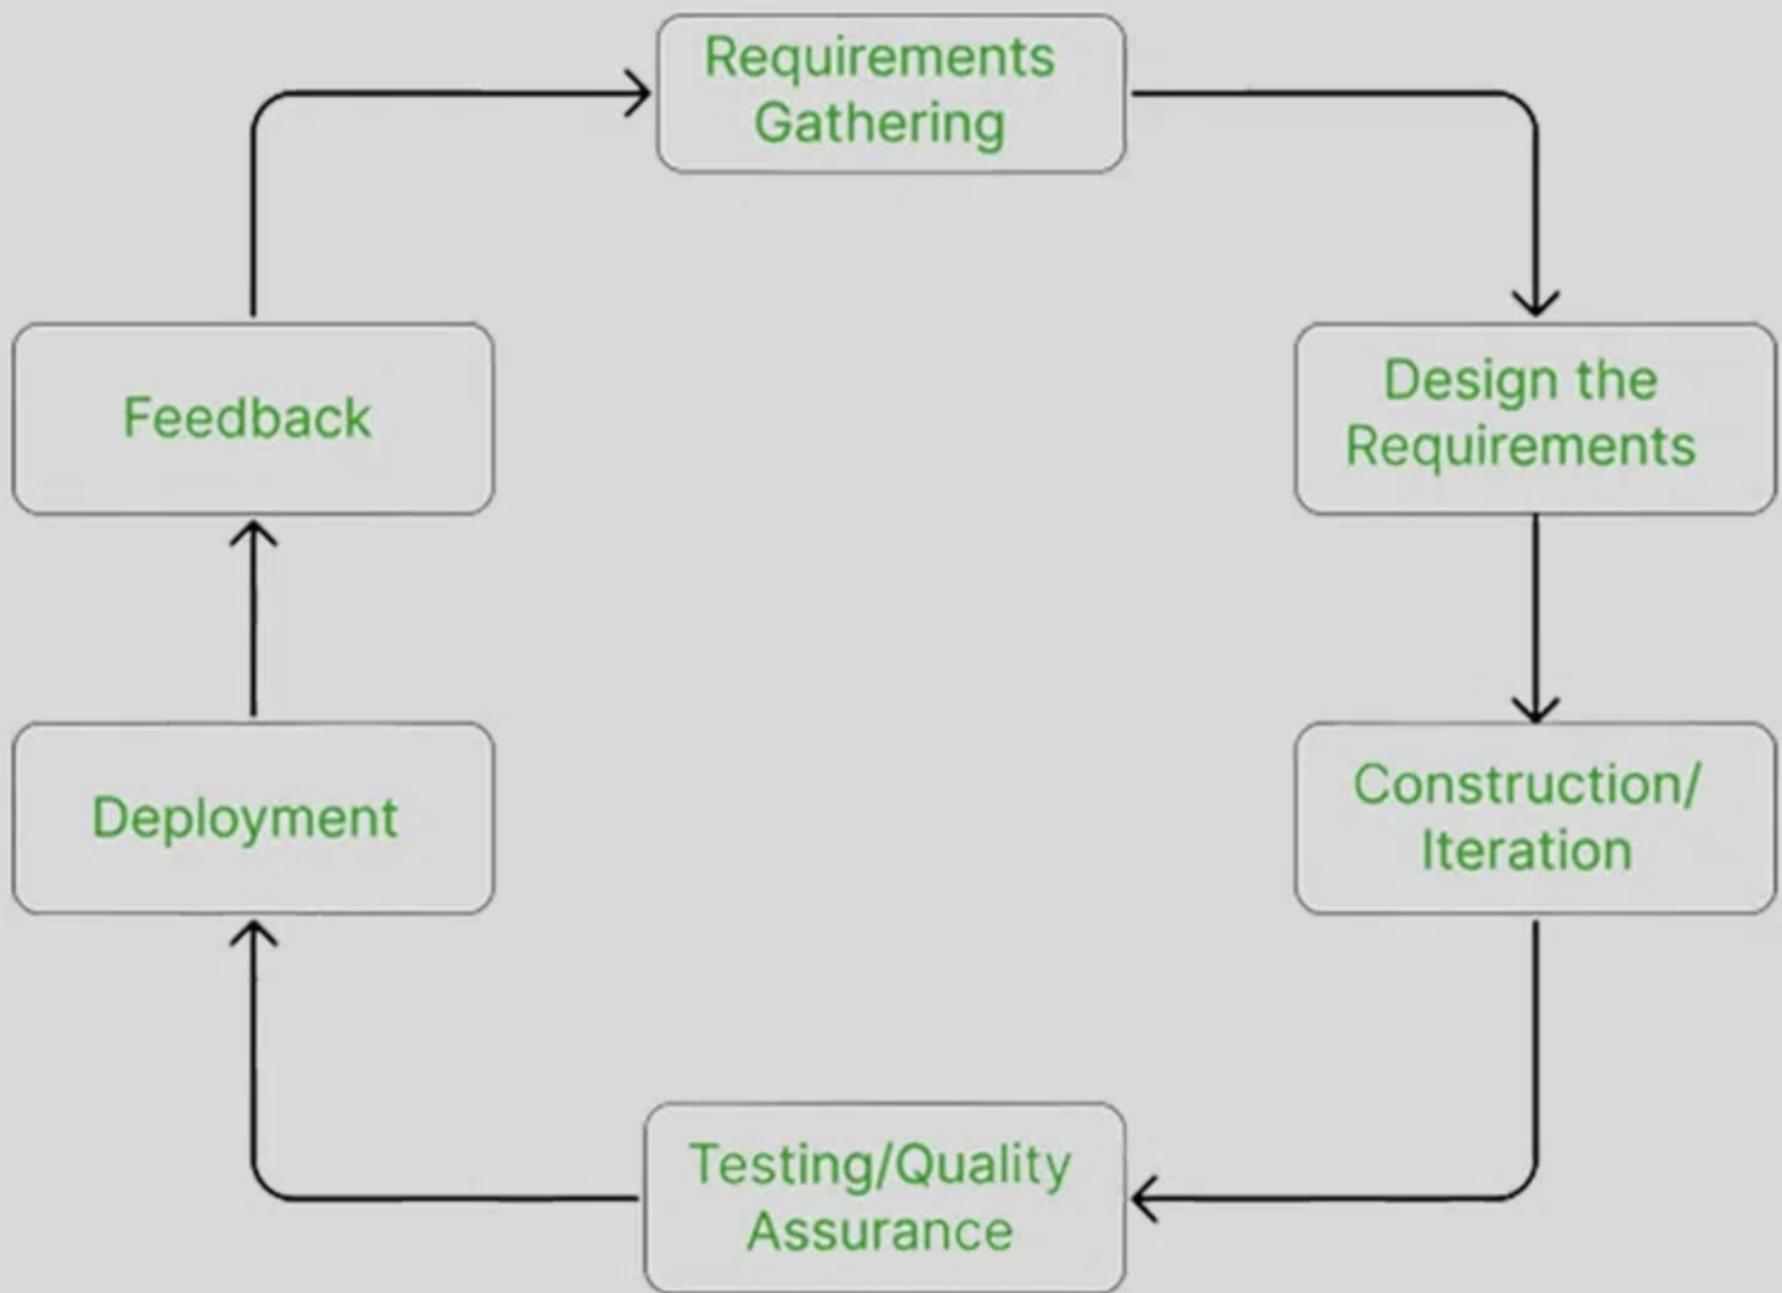 Requirements
Gathering
Design the
Requirements
Construction/
Iteration
Testing/Quality
Assurance
Deployment
Feedback